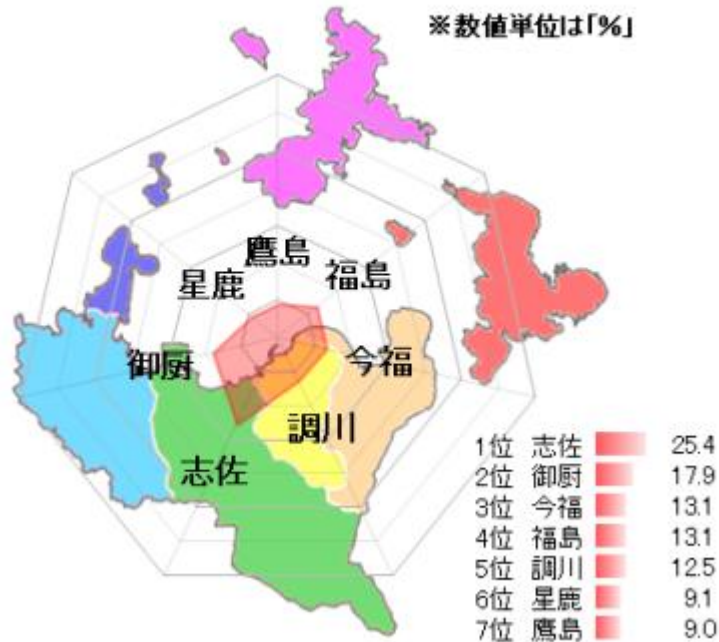 ※数値単位は「%」
鷹島
星鹿
福島
御厨
今福
調川
志佐
1位 志佐 25.4
2位 御厨 17.9
3位 今福 13.1
4位 福島 13.1
5位 調川 12.5
6位 星鹿 9.1
7位 鷹島 9.0